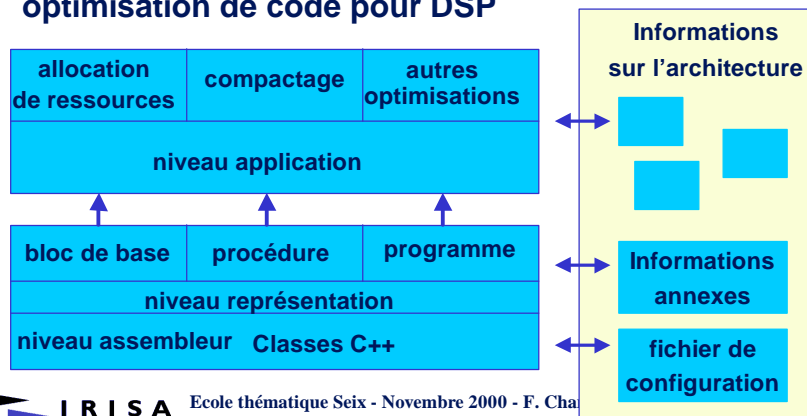 optimisation de code pour DSP
Informations
sur l'architecture
allocation
de ressources
compactage
autres
optimisations
niveau application
bloc de base
procédure
programme
niveau représentation
niveau assembleur Classes C++
Informations
annexes
fichier de
configuration
IRISA
Ecole thématique Seix - Novembre 2000 - F.